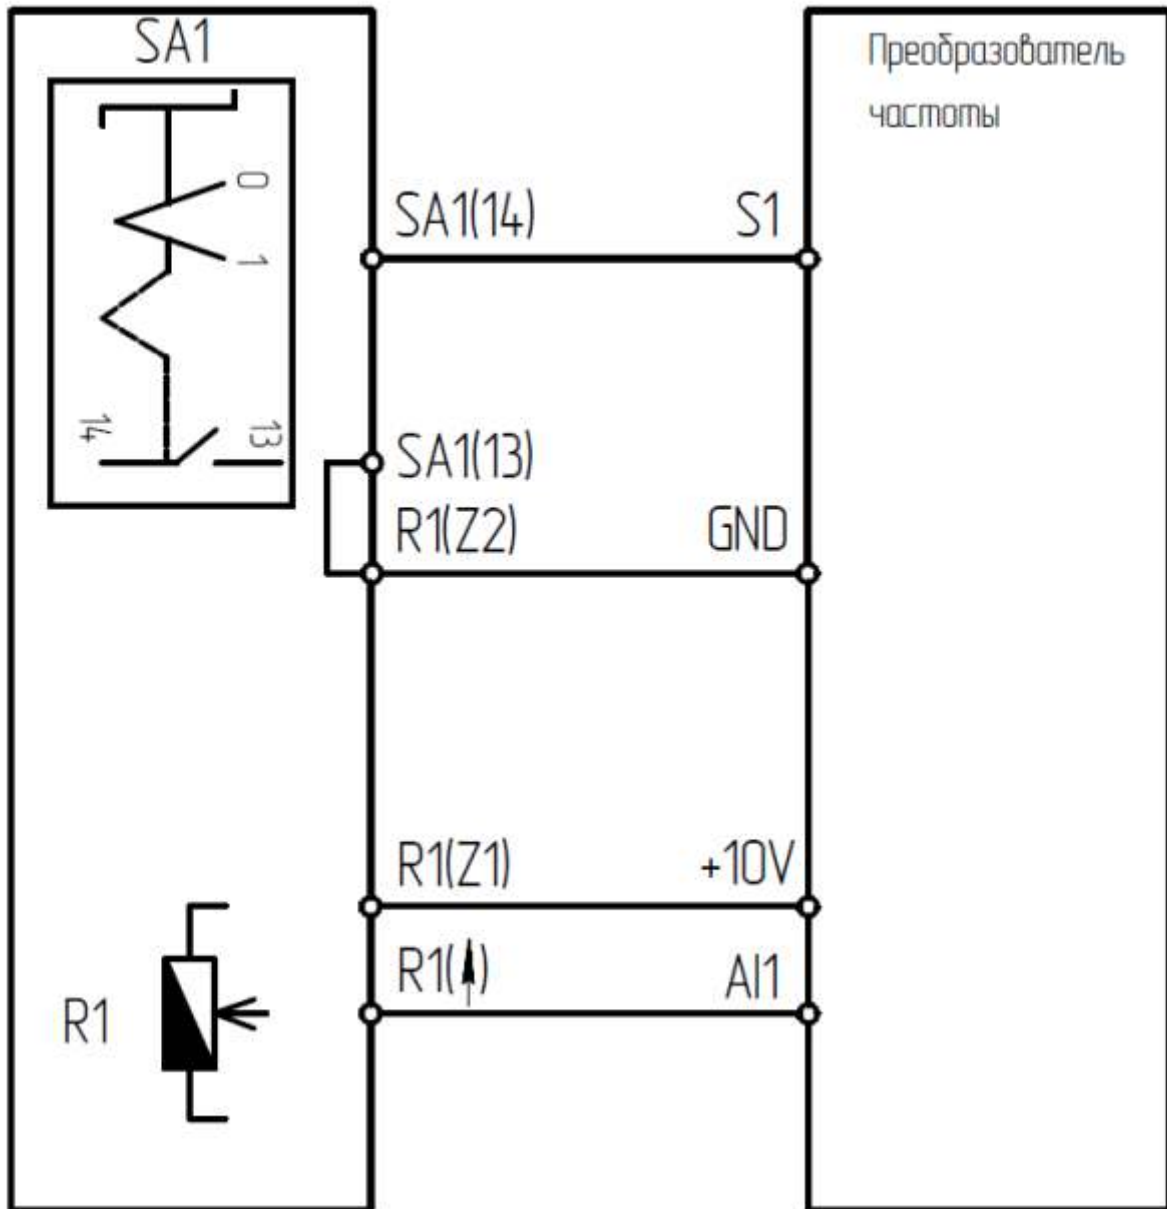 SA1
Преобразователь
частоты
0
1
SA1(14)
S1
14
13
SA1(13)
R1(Z2)
GND
R1(Z1)
+10V
R1( )
AI1
R1